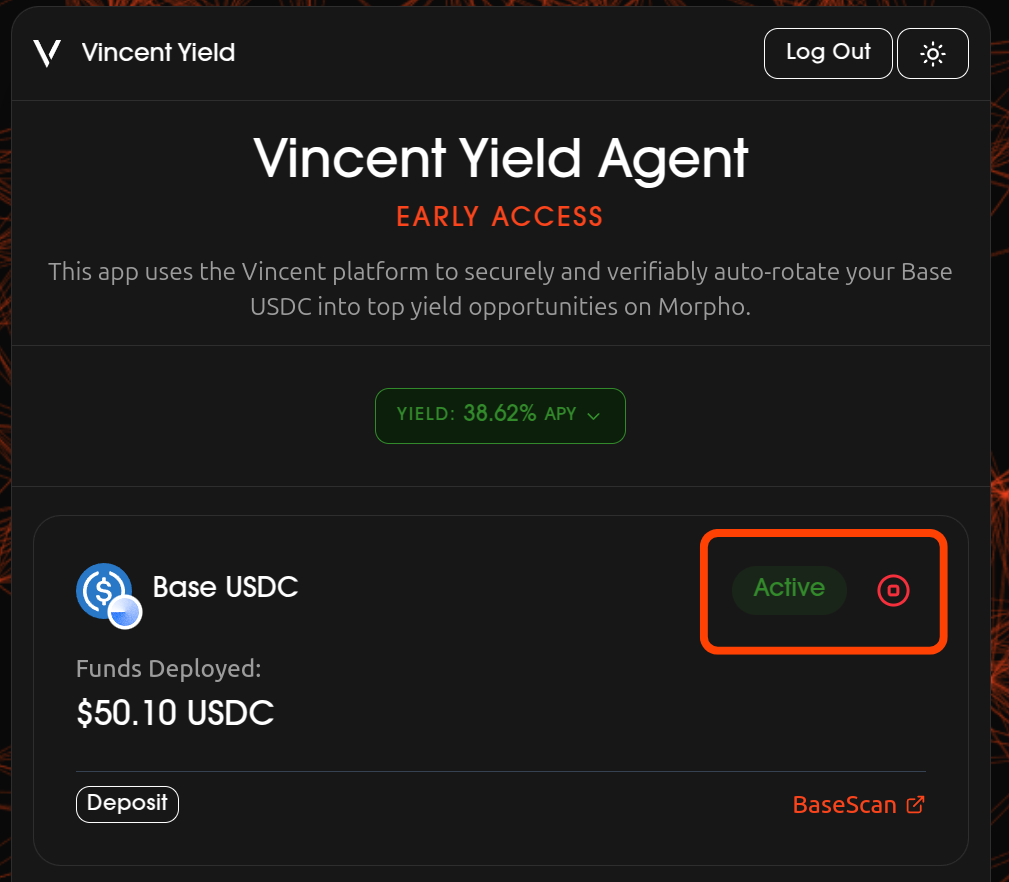 Vincent Yield
Log Out
Vincent Yield Agent
EARLY ACCESS
This app uses the Vincent platform to securely and verifiably auto-rotate your Base
USDC into top yield opportunities on Morpho.
YIELD: 38.62% APY
Base USDC
Active
Funds Deployed:
$50.10 USDC
Deposit
BaseScan